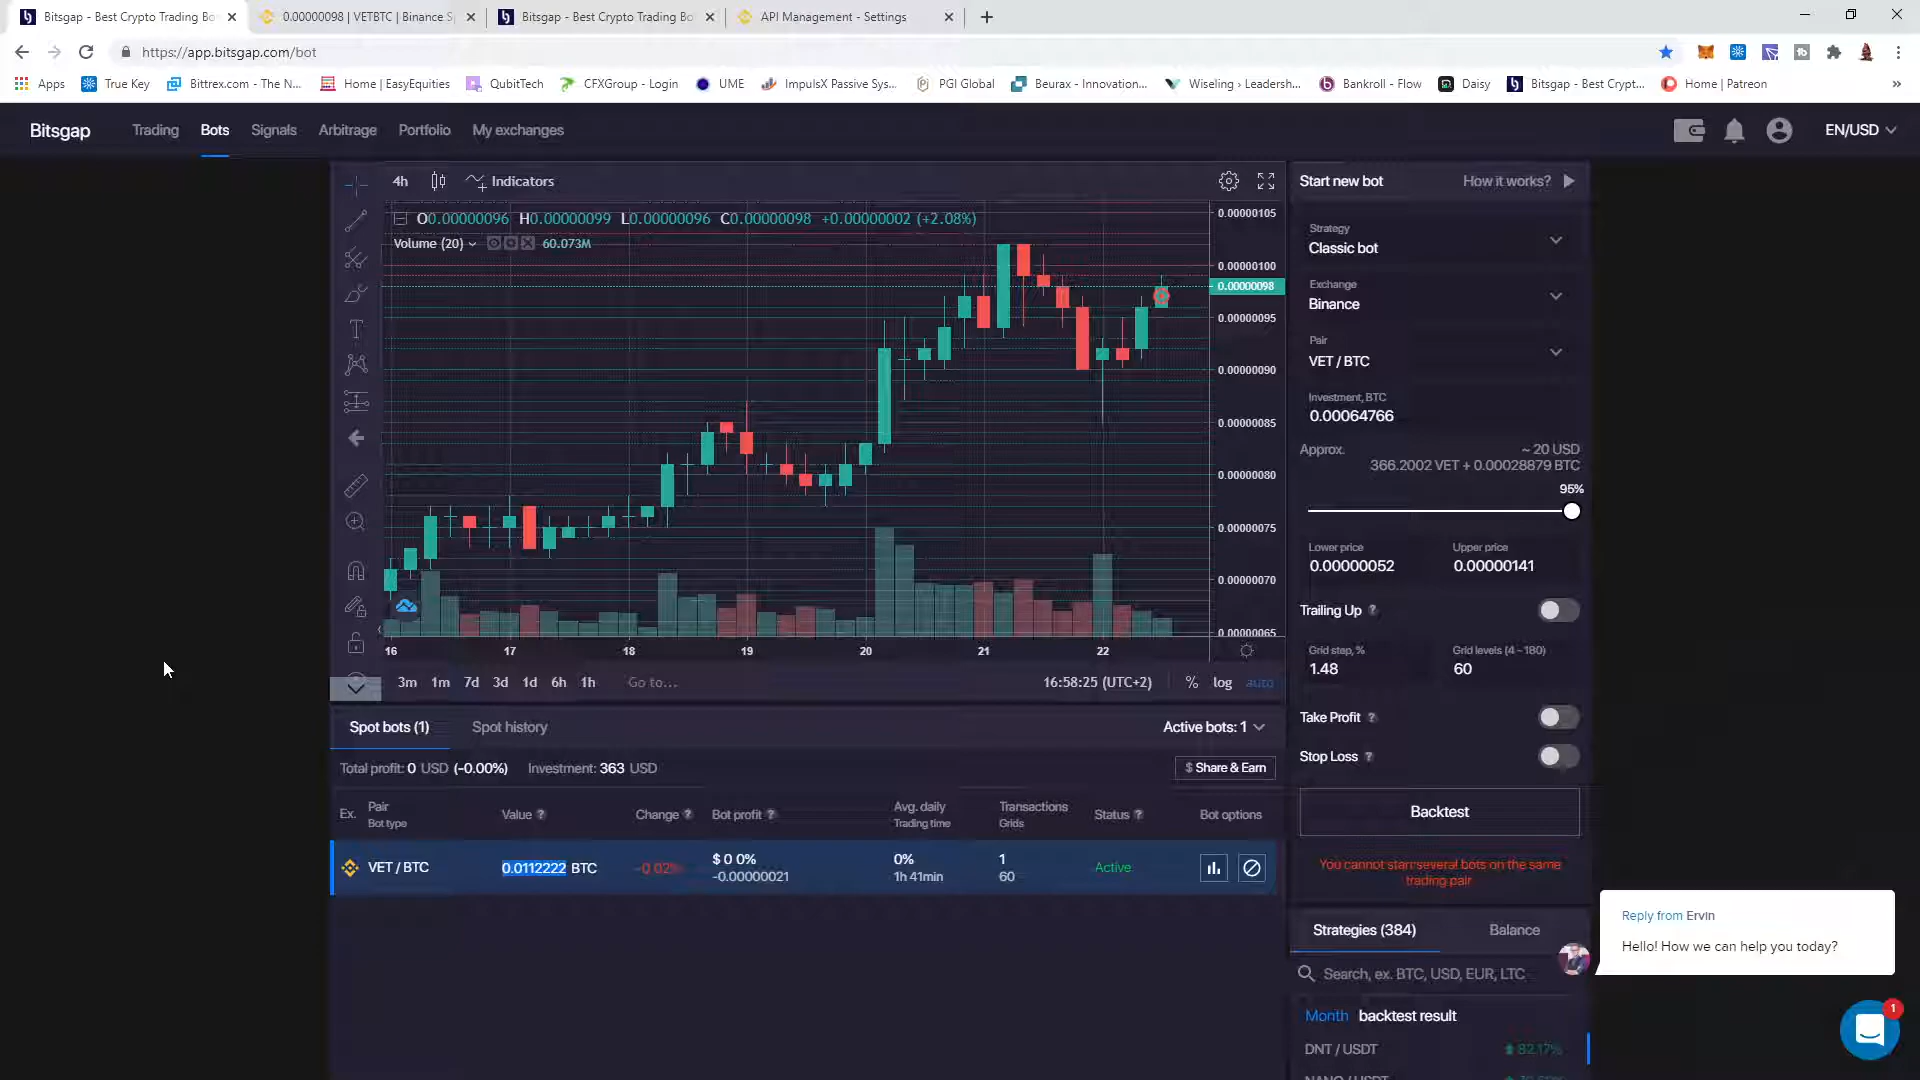 Bitsgap - Best Crypto Trading Bo
0.00000098 | VETBTC | Binance S
Bitsgap - Best Crypto Trading Bo
API Management - Settings
https://app.bitsgap.com/bot
Apps
True Key
Bittrex.com - The N...
Home | EasyEquities
QubitTech
CFXGroup - Login
UME
ImpulsX Passive Sys...
PGI Global
Beurax - Innovation...
Wiseling › Leadersh...
Bankroll - Flow
Daisy
Bitsgap - Best Crypt...
Home | Patreon
»
Bitsgap
Trading
Bots
Signals
Arbitrage
Portfolio
My exchanges
EN/USD
4h
Indicators
O0.00000096 H0.00000099 L0.00000096 C0.00000098 +0.00000002 (+2.08%)
Volume (20)
60.073M
0.00000105
0.00000100
0.00000098
0.00000095
0.00000090
0.00000085
0.00000080
0.00000075
0.00000070
0.00000065
16 17 18 19 20 21 22
3m 1m 7d 3d 1d 6h 1h Go to...
16:58:25 (UTC+2)
% log auto
Start new bot
How it works?
Strategy
Classic bot
Exchange
Binance
Pair
VET / BTC
Investment, BTC
0.00064766
Approx.
~ 20 USD
366.2002 VET + 0.00028879 BTC
95%
Lower price
0.00000052
Upper price
0.00000141
Trailing Up ?
Grid step, %
1.48
Grid levels (4 - 180)
60
Take Profit ?
Stop Loss ?
Backtest
You cannot start several bots on the same
trading pair
Spot bots (1)
Spot history
Active bots: 1
Total profit: 0 USD (-0.00%)
Investment: 363 USD
$ Share & Earn
Ex.
Pair
Bot type
Value ?
Change ?
Bot profit ?
Avg. daily
Trading time
Transactions
Grids
Status ?
Bot options
VET / BTC
0.0112222 BTC
-0.02%
$ 0 0%
-0.00000021
0%
1h 41min
1
60
Active
Strategies (384)
Balance
Search, ex. BTC, USD, EUR, LTC
Month backtest result
DNT / USDT
82.17%
Reply from Ervin
Hello! How we can help you today?
1